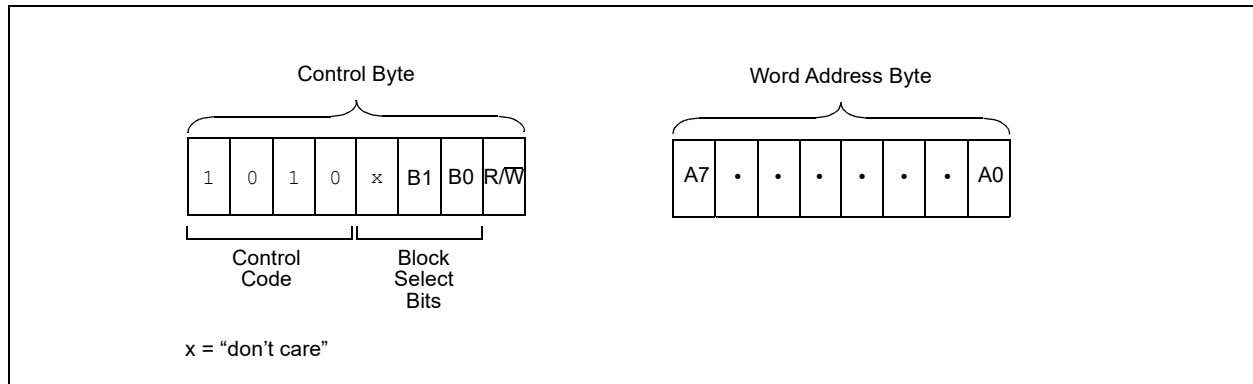 Control Byte
Word Address Byte
1 0 1 0 x B1 B0 R/W̅
A7 • • • • • • A0
Control
Code
Block
Select
Bits
x = “don’t care”